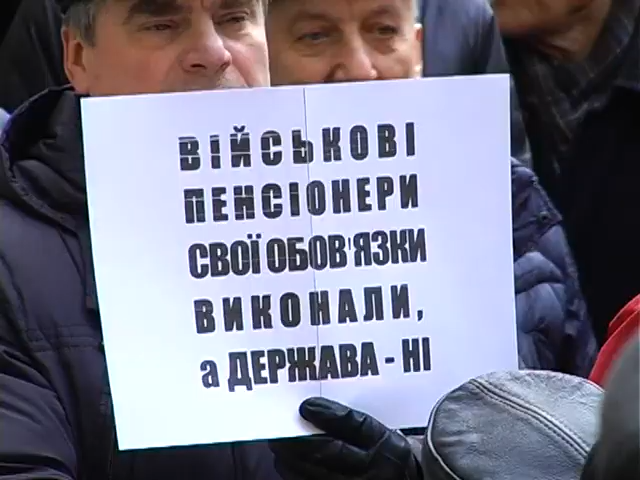 ВІЙСЬКОВІ
ПЕНСІОНЕРИ
СВОЇ ОБОВ'ЯЗКИ
ВИКОНАЛИ,
а ДЕРЖАВА - НІ